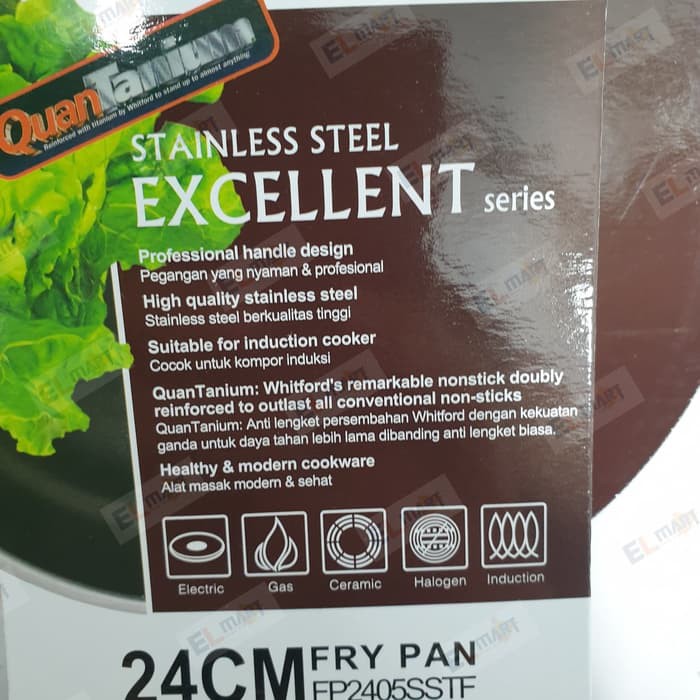 QuanTanium
Reinforced with titanium by Whitford to stand up to almost anything
STAINLESS STEEL
EXCELLENT series
Professional handle design
Pegangan yang nyaman & profesional
High quality stainless steel
Stainless steel berkualitas tinggi
Suitable for induction cooker
Cocok untuk kompor induksi
QuanTanium: Whitford's remarkable nonstick doubly
reinforced to outlast all conventional non-sticks
QuanTanium: Anti lengket persembahan Whitford dengan kekuatan
ganda untuk daya tahan lebih lama dibanding anti lengket biasa.
Healthy & modern cookware
Alat masak modern & sehat
Electric Gas Ceramic Halogen Induction
24CM FRY PAN
FP2405SSTF
EL MART